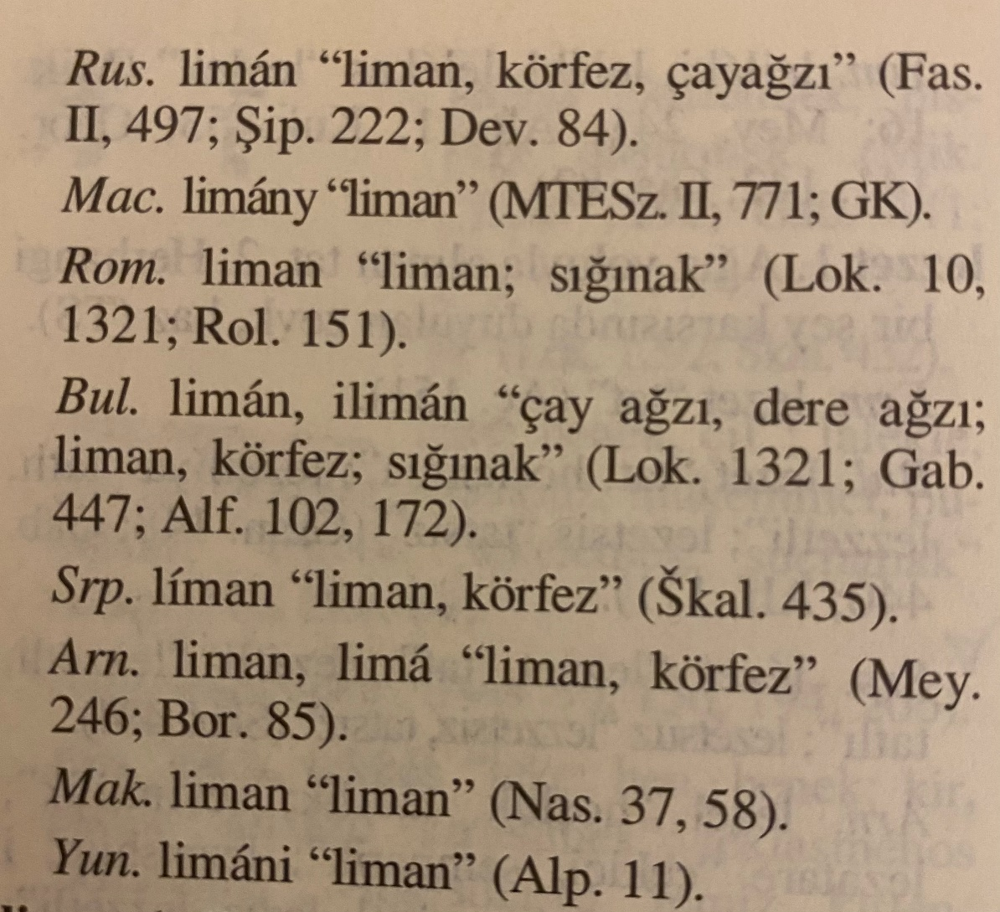 Rus. limán “liman, körfez, çayağzı” (Fas.
II, 497; Şip. 222; Dev. 84).
Mac. limány “liman” (MTESz. II, 771; GK).
Rom. liman “liman; sığınak” (Lok. 10,
1321; Rol. 151).
Bul. limán, ilimán “çay ağzı, dere ağzı;
liman, körfez; sığınak” (Lok. 1321; Gab.
447; Alf. 102, 172).
Srp. líman “liman, körfez” (Škal. 435).
Arn. liman, limá “liman, körfez” (Mey.
246; Bor. 85).
Mak. liman “liman” (Nas. 37, 58).
Yun. limáni “liman” (Alp. 11).